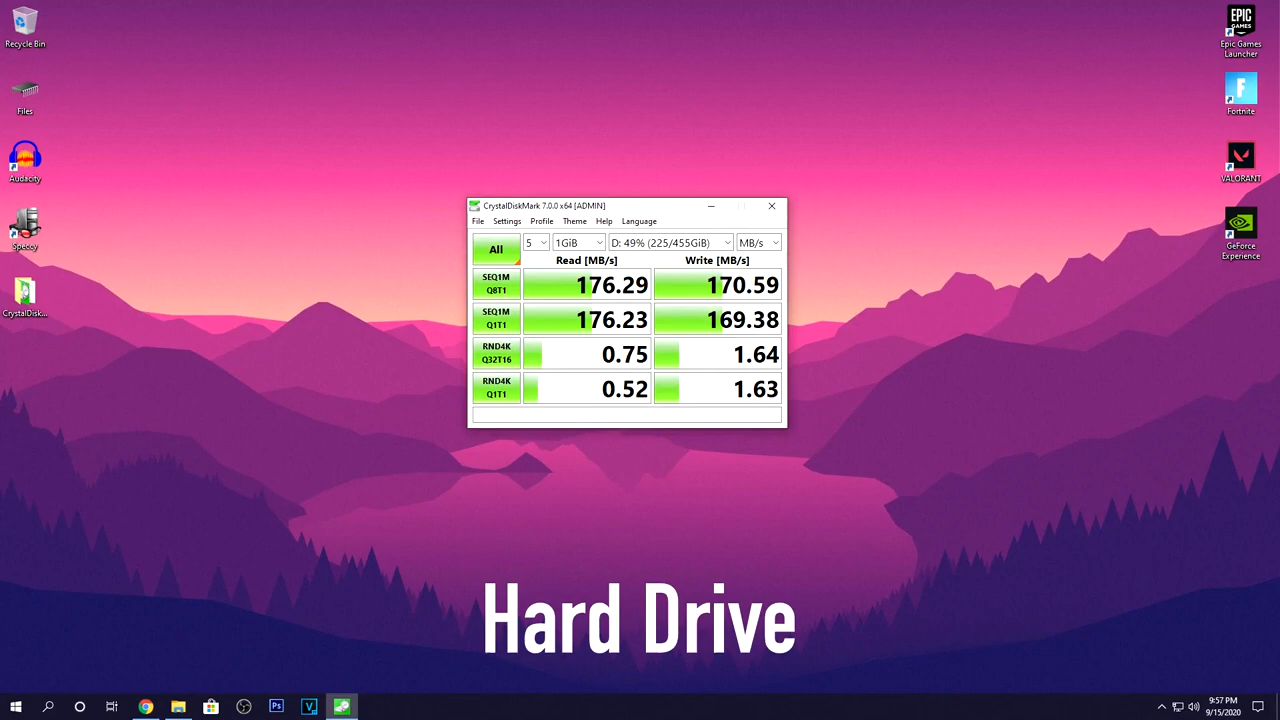 Recycle Bin
Files
Audacity
Speccy
CrystalDisk...
EPIC
GAMES
Epic Games
Launcher
F
Fortnite
VALORANT
GeForce
Experience
CrystalDiskMark 7.0.0 x64 [ADMIN]
File Settings Profile Theme Help Language
All 5 1GiB D: 49% (225/455GiB) MB/s
Read [MB/s] Write [MB/s]
SEQ1M
Q8T1
176.29 170.59
SEQ1M
Q1T1
176.23 169.38
RND4K
Q32T16
0.75 1.64
RND4K
Q1T1
0.52 1.63
Hard Drive
Ps
V
9:57 PM
9/15/2020